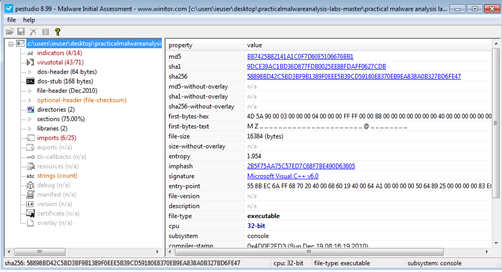 pestudio 8.99 - Malware Initial Assessment - www.winitor.com [c:\users\ieuser\desktop\practicalmalwareanalysis-labs-master\practical malware analysis la...
file help
c:\users\ieuser\desktop\practicalmalwareanalysis
indicators (4/14)
virustotal (43/71)
dos-header (64 bytes)
dos-stub (168 bytes)
file-header (Dec.2010)
optional-header (file-checksum)
directories (2)
sections (75.00%)
libraries (2)
imports (6/25)
exports (n/a)
tls-callbacks (n/a)
resources (n/a)
strings (count)
debug (n/a)
manifest (n/a)
version (n/a)
certificate (n/a)
overlay (n/a)
property value
md5
sha1
sha256
md5-without-overlay n/a
sha1-without-overlay n/a
sha256-without-overlay n/a
first-bytes-hex 4D 5A 90 00 03 00 00 00 04 00 00 00 FF FF 00 00 B8 00 00 00 00 00 00 00 40 00 00 00 00 00
first-bytes-text M Z
file-size 16384 (bytes)
size-without-overlay n/a
entropy 1.954
imphash
signature Microsoft Visual C++ v6.0
entry-point 55 8B EC 6A FF 68 70 20 40 00 68 60 19 40 00 64 A1 00 00 00 00 50 64 89 25 00 00 00 00 83 EC
file-version n/a
description n/a
file-type executable
cpu 32-bit
subsystem console
compiler-stamp (Sun Dec 19 08:16:19 2010)
sha256: cpu: 32-bit file-type: executable subsystem: console